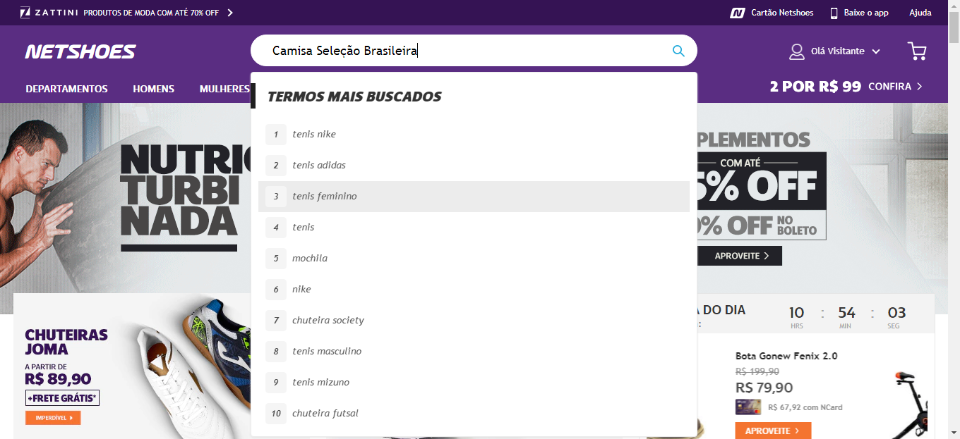 ZATTINI PRODUTOS DE MODA COM ATÉ 70% OFF
Cartão Netshoes
Baixe o app
Ajuda
NETSHOES
Camisa Seleção Brasileira
Olá Visitante
DEPARTAMENTOS
HOMENS
MULHERES
2 POR R$ 99 CONFIRA
TERMOS MAIS BUSCADOS
1 tenis nike
2 tenis adidas
3 tenis feminino
4 tenis
5 mochila
6 nike
7 chuteira society
8 tenis masculino
9 tenis mizuno
10 chuteira futsal
NUTRI
TURBI
NADA
PLEMENTOS
COM ATÉ
5% OFF
0% OFF NO
BOLETO
APROVEITE
CHUTEIRAS
JOMA
A PARTIR DE
R$ 89,90
+FRETE GRÁTIS*
IMPERDÍVEL
DO DIA
10 : 54 : 03
HRS MIN SEG
Bota Gonew Fenix 2.0
R$ 199,90
R$ 79,90
R$ 67,92 com NCard
APROVEITE